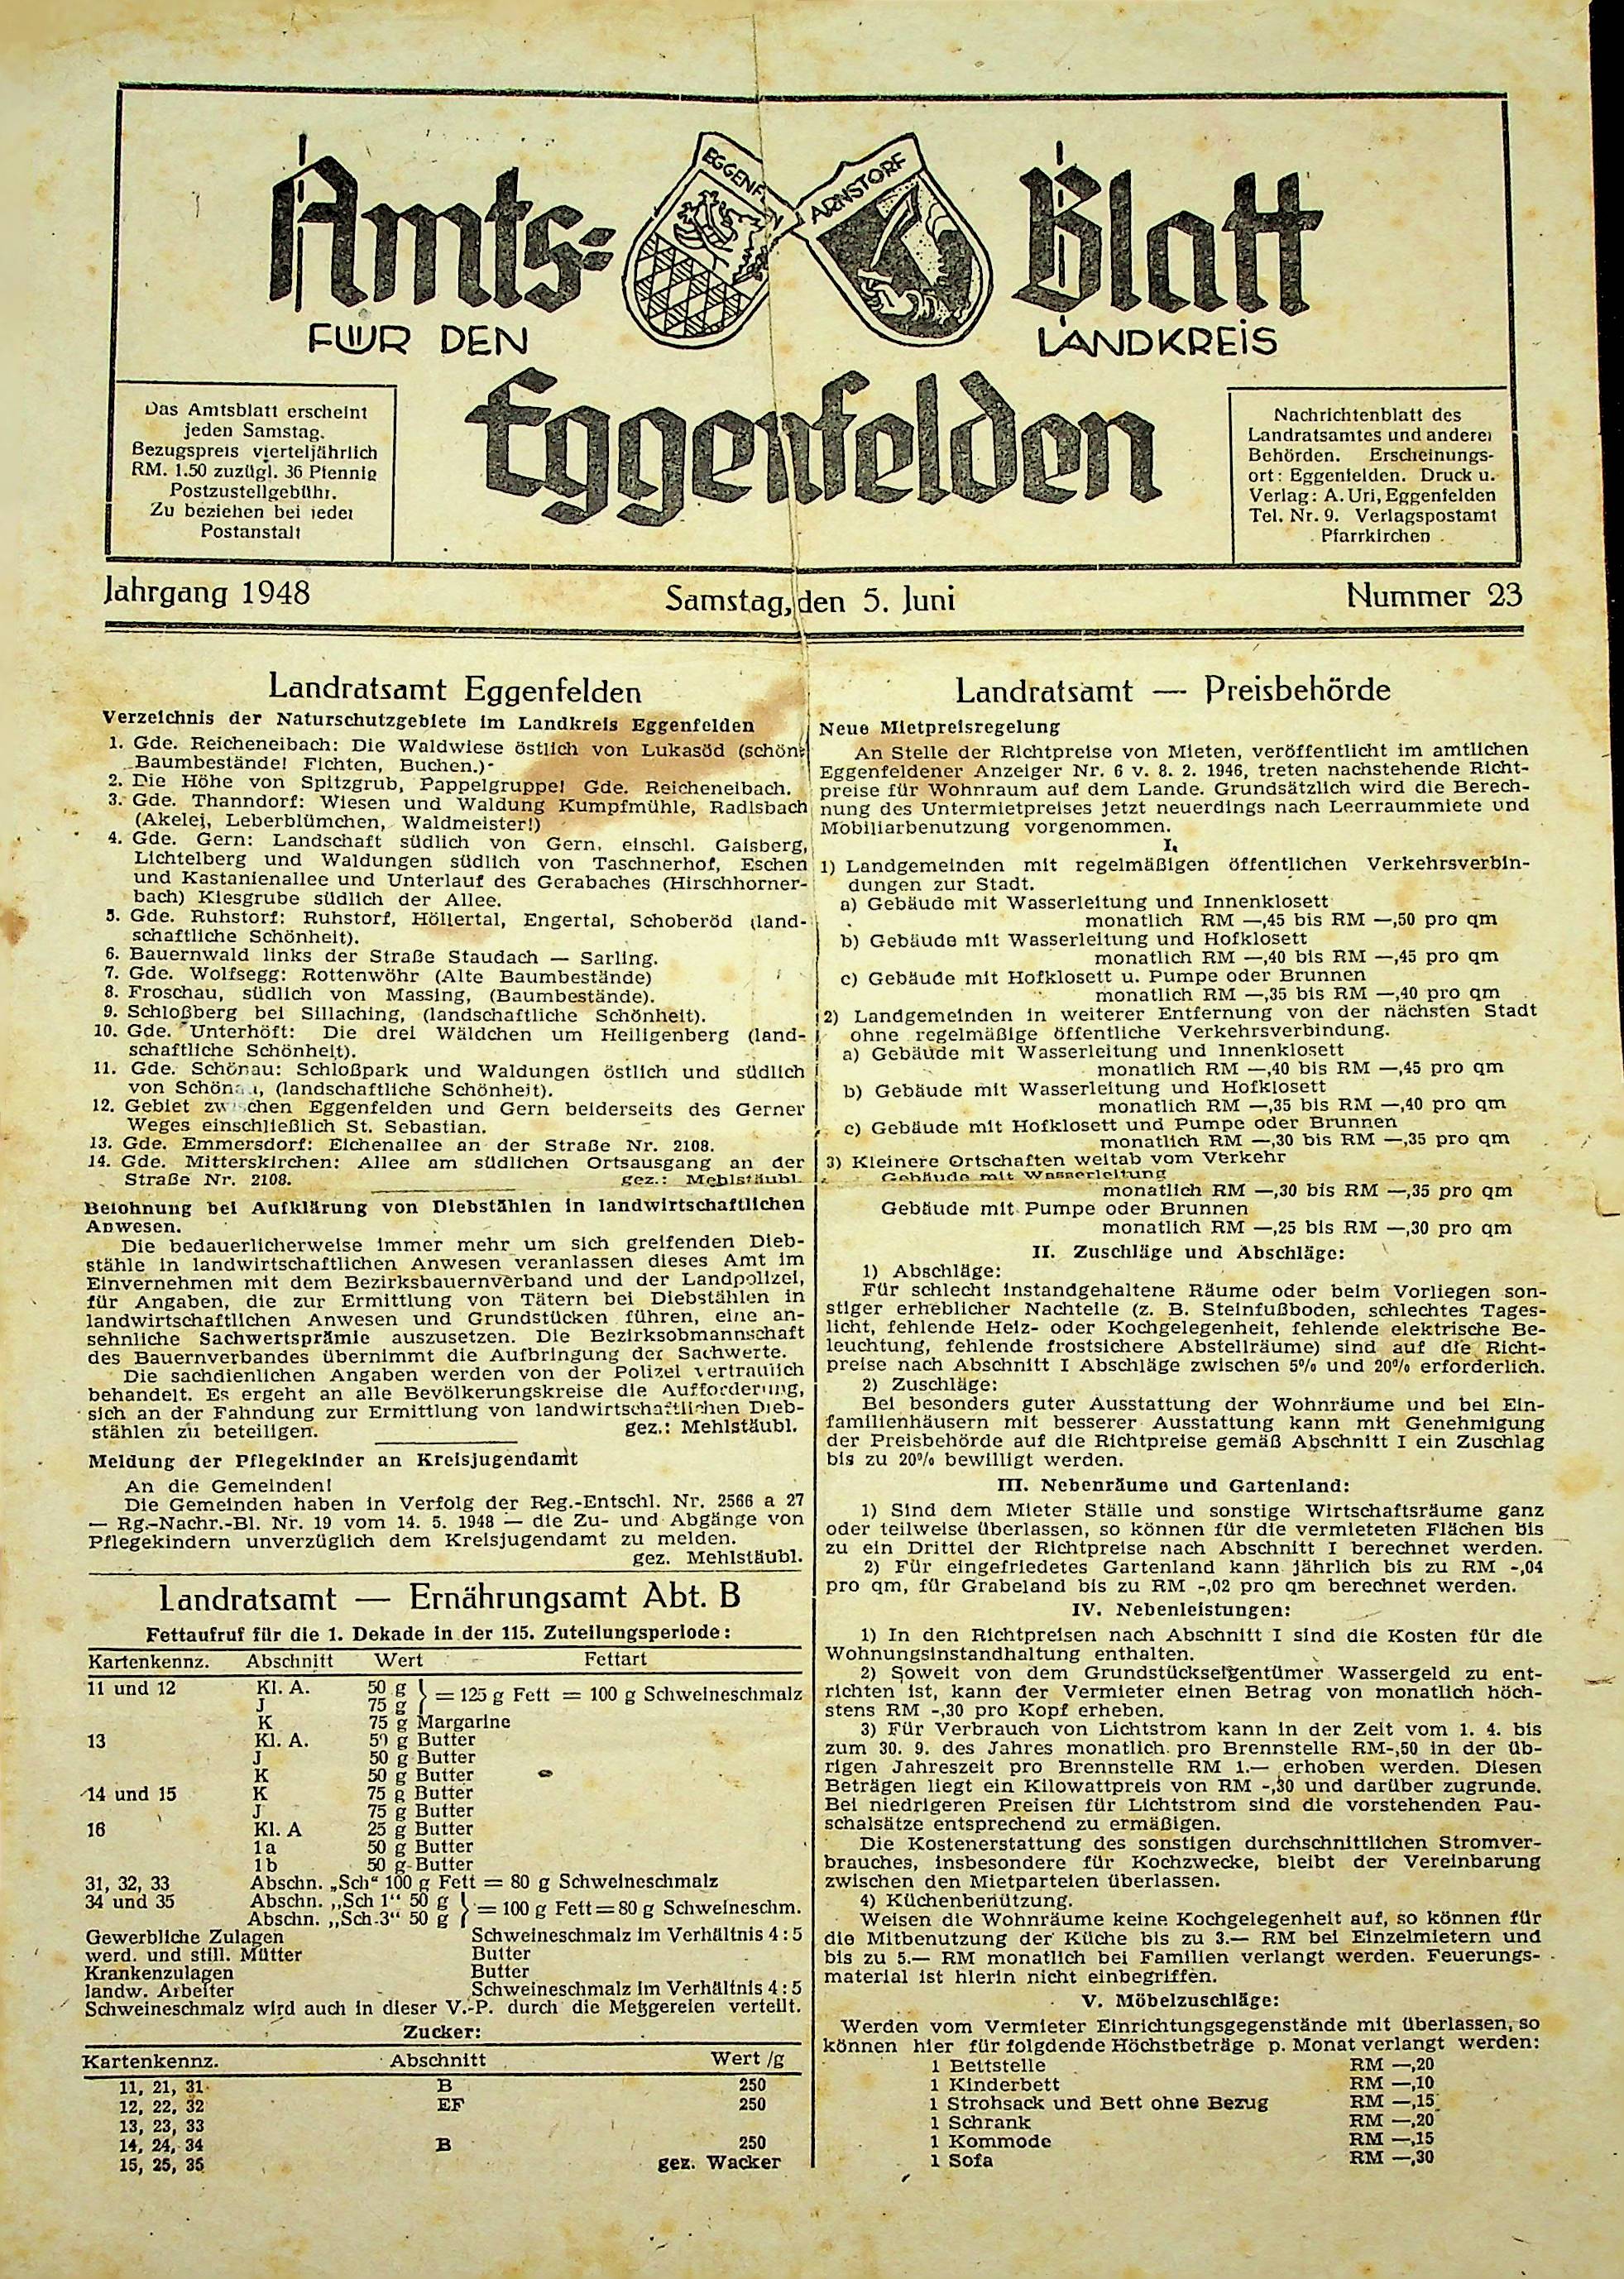 Amts-
EGGENF
ARNSTORF
Blatt
FÜR DEN
LANDKREIS
Eggenfelden
Das Amtsblatt erscheint
jeden Samstag.
Bezugspreis vierteljährlich
RM. 1.50 zuzügl. 36 Pfennig
Postzustellgebühr.
Zu beziehen bei jeder
Postanstalt
Nachrichtenblatt des
Landratsamtes und anderer
Behörden. Erscheinungs-
ort: Eggenfelden. Druck u.
Verlag: A. Uri, Eggenfelden
Tel. Nr. 9. Verlagspostamt
Pfarrkirchen
Jahrgang 1948
Samstag, den 5. Juni
Nummer 23
Landratsamt Eggenfelden
Verzeichnis der Naturschutzgebiete im Landkreis Eggenfelden
1. Gde. Reicheneibach: Die Waldwiese östlich von Lukasöd (schöne
Baumbestände! Fichten, Buchen.)
2. Die Höhe von Spitzgrub, Pappelgruppe! Gde. Reicheneibach.
3. Gde. Thanndorf: Wiesen und Waldung Kumpfmühle, Radlsbach
(Akelei, Leberblümchen, Waldmeister!)
4. Gde. Gern: Landschaft südlich von Gern, einschl. Gaisberg,
Lichtelberg und Waldungen südlich von Taschnerhof, Eschen
und Kastanienallee und Unterlauf des Gerabaches (Hirschhorner-
bach) Kiesgrube südlich der Allee.
5. Gde. Ruhstorf: Ruhstorf, Höllertal, Engertal, Schoberöd (land-
schaftliche Schönheit).
6. Bauernwald links der Straße Staudach — Sarling.
7. Gde. Wolfsegg: Rottenwöhr (Alte Baumbestände)
8. Froschau, südlich von Massing, (Baumbestände).
9. Schloßberg bei Sillaching, (landschaftliche Schönheit).
10. Gde. Unterhöft: Die drei Wäldchen um Heiligenberg (land-
schaftliche Schönheit).
11. Gde. Schönau: Schloßpark und Waldungen östlich und südlich
von Schönau, (landschaftliche Schönheit).
12. Gebiet zwischen Eggenfelden und Gern beiderseits des Gerner
Weges einschließlich St. Sebastian.
13. Gde. Emmersdorf: Eichenallee an der Straße Nr. 2108.
14. Gde. Mitterskirchen: Allee am südlichen Ortsausgang an der
Straße Nr. 2108. gez.: Mehlstäubl.
Belohnung bei Aufklärung von Diebstählen in landwirtschaftlichen
Anwesen.
Die bedauerlicherweise immer mehr um sich greifenden Dieb-
stähle in landwirtschaftlichen Anwesen veranlassen dieses Amt im
Einvernehmen mit dem Bezirksbauernverband und der Landpolizei,
für Angaben, die zur Ermittlung von Tätern bei Diebstählen in
landwirtschaftlichen Anwesen und Grundstücken führen, eine an-
sehnliche Sachwertsprämie auszusetzen. Die Bezirksobmannschaft
des Bauernverbandes übernimmt die Aufbringung der Sachwerte.
Die sachdienlichen Angaben werden von der Polizei vertraulich
behandelt. Es ergeht an alle Bevölkerungskreise die Aufforderung,
sich an der Fahndung zur Ermittlung von landwirtschaftlichen Dieb-
stählen zu beteiligen. gez.: Mehlstäubl.
Meldung der Pflegekinder an Kreisjugendamt
An die Gemeinden!
Die Gemeinden haben in Verfolg der Reg.-Entschl. Nr. 2566 a 27
— Rg.-Nachr.-Bl. Nr. 19 vom 14. 5. 1948 — die Zu- und Abgänge von
Pflegekindern unverzüglich dem Kreisjugendamt zu melden.
gez. Mehlstäubl.
Landratsamt — Ernährungsamt Abt. B
Fettaufruf für die 1. Dekade in der 115. Zuteilungsperiode:
Kartenkennz. Abschnitt Wert Fettart
11 und 12 Kl. A. 50 g
J 75 g } = 125 g Fett = 100 g Schweineschmalz
K 75 g Margarine
13 Kl. A. 50 g Butter
J 50 g Butter
K 50 g Butter
14 und 15 K 75 g Butter
J 75 g Butter
16 Kl. A 25 g Butter
1a 50 g Butter
1b 50 g Butter
31, 32, 33 Abschn. „Sch“ 100 g Fett = 80 g Schweineschmalz
34 und 35 Abschn. „Sch 1“ 50 g
Abschn. „Sch 3“ 50 g } = 100 g Fett = 80 g Schweineschm.
Gewerbliche Zulagen Schweineschmalz im Verhältnis 4 : 5
werd. und still. Mütter Butter
Krankenzulagen Butter
landw. Arbeiter Schweineschmalz im Verhältnis 4 : 5
Schweineschmalz wird auch in dieser V.-P. durch die Metzgereien verteilt.
Zucker:
Kartenkennz. Abschnitt Wert /g
11, 21, 31 B 250
12, 22, 32 EF 250
13, 23, 33
14, 24, 34 B 250
15, 25, 35 gez. Wacker
Landratsamt — Preisbehörde
Neue Mietpreisregelung
An Stelle der Richtpreise von Mieten, veröffentlicht im amtlichen
Eggenfeldener Anzeiger Nr. 6 v. 8. 2. 1946, treten nachstehende Richt-
preise für Wohnraum auf dem Lande. Grundsätzlich wird die Berech-
nung des Untermietpreises jetzt neuerdings nach Leerraummiete und
Mobiliarbenutzung vorgenommen.
I.
1) Landgemeinden mit regelmäßigen öffentlichen Verkehrsverbin-
dungen zur Stadt.
a) Gebäude mit Wasserleitung und Innenklosett
monatlich RM —,45 bis RM —,50 pro qm
b) Gebäude mit Wasserleitung und Hofklosett
monatlich RM —,40 bis RM —,45 pro qm
c) Gebäude mit Hofklosett u. Pumpe oder Brunnen
monatlich RM —,35 bis RM —,40 pro qm
2) Landgemeinden in weiterer Entfernung von der nächsten Stadt
ohne regelmäßige öffentliche Verkehrsverbindung.
a) Gebäude mit Wasserleitung und Innenklosett
monatlich RM —,40 bis RM —,45 pro qm
b) Gebäude mit Wasserleitung und Hofklosett
monatlich RM —,35 bis RM —,40 pro qm
c) Gebäude mit Hofklosett und Pumpe oder Brunnen
monatlich RM —,30 bis RM —,35 pro qm
3) Kleinere Ortschaften weitab vom Verkehr
Gebäude mit Wasserleitung
monatlich RM —,30 bis RM —,35 pro qm
Gebäude mit Pumpe oder Brunnen
monatlich RM —,25 bis RM —,30 pro qm
II. Zuschläge und Abschläge:
1) Abschläge:
Für schlecht instandgehaltene Räume oder beim Vorliegen son-
stiger erheblicher Nachteile (z. B. Steinfußboden, schlechtes Tages-
licht, fehlende Heiz- oder Kochgelegenheit, fehlende elektrische Be-
leuchtung, fehlende frostsichere Abstellräume) sind auf die Richt-
preise nach Abschnitt I Abschläge zwischen 5% und 20% erforderlich.
2) Zuschläge:
Bei besonders guter Ausstattung der Wohnräume und bei Ein-
familienhäusern mit besserer Ausstattung kann mit Genehmigung
der Preisbehörde auf die Richtpreise gemäß Abschnitt I ein Zuschlag
bis zu 20% bewilligt werden.
III. Nebenräume und Gartenland:
1) Sind dem Mieter Ställe und sonstige Wirtschaftsräume ganz
oder teilweise überlassen, so können für die vermieteten Flächen bis
zu ein Drittel der Richtpreise nach Abschnitt I berechnet werden.
2) Für eingefriedetes Gartenland kann jährlich bis zu RM -,04
pro qm, für Grabeland bis zu RM -,02 pro qm berechnet werden.
IV. Nebenleistungen:
1) In den Richtpreisen nach Abschnitt I sind die Kosten für die
Wohnungsinstandhaltung enthalten.
2) Soweit von dem Grundstückseigentümer Wassergeld zu ent-
richten ist, kann der Vermieter einen Betrag von monatlich höch-
stens RM -,30 pro Kopf erheben.
3) Für Verbrauch von Lichtstrom kann in der Zeit vom 1. 4. bis
zum 30. 9. des Jahres monatlich pro Brennstelle RM-,50 in der üb-
rigen Jahreszeit pro Brennstelle RM 1.— erhoben werden. Diesen
Beträgen liegt ein Kilowattpreis von RM -,30 und darüber zugrunde.
Bei niedrigeren Preisen für Lichtstrom sind die vorstehenden Pau-
schalsätze entsprechend zu ermäßigen.
Die Kostenerstattung des sonstigen durchschnittlichen Stromver-
brauches, insbesondere für Kochzwecke, bleibt der Vereinbarung
zwischen den Mietparteien überlassen.
4) Küchenbenützung.
Weisen die Wohnräume keine Kochgelegenheit auf, so können für
die Mitbenutzung der Küche bis zu 3.— RM bei Einzelmietern und
bis zu 5.— RM monatlich bei Familien verlangt werden. Feuerungs-
material ist hierin nicht einbegriffen.
V. Möbelzuschläge:
Werden vom Vermieter Einrichtungsgegenstände mit überlassen, so
können hier für folgdende Höchstbeträge p. Monat verlangt werden:
1 Bettstelle RM —,20
1 Kinderbett RM —,10
1 Strohsack und Bett ohne Bezug RM —,15
1 Schrank RM —,20
1 Kommode RM —,15
1 Sofa RM —,30